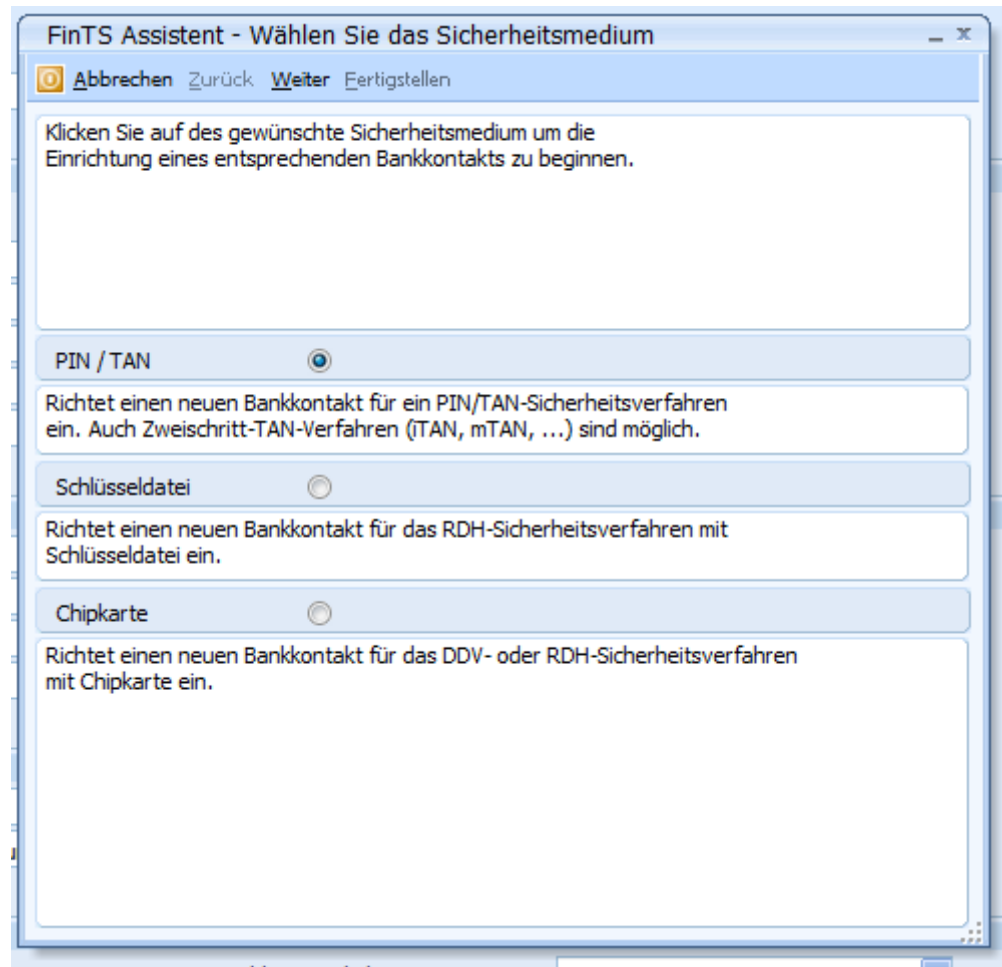 FinTS Assistent - Wählen Sie das Sicherheitsmedium
Abbrechen Zurück Weiter Fertigstellen
Klicken Sie auf des gewünschte Sicherheitsmedium um die
Einrichtung eines entsprechenden Bankkontakts zu beginnen.
PIN / TAN
Richtet einen neuen Bankkontakt für ein PIN/TAN-Sicherheitsverfahren
ein. Auch Zweischritt-TAN-Verfahren (iTAN, mTAN, ...) sind möglich.
Schlüsseldatei
Richtet einen neuen Bankkontakt für das RDH-Sicherheitsverfahren mit
Schlüsseldatei ein.
Chipkarte
Richtet einen neuen Bankkontakt für das DDV- oder RDH-Sicherheitsverfahren
mit Chipkarte ein.